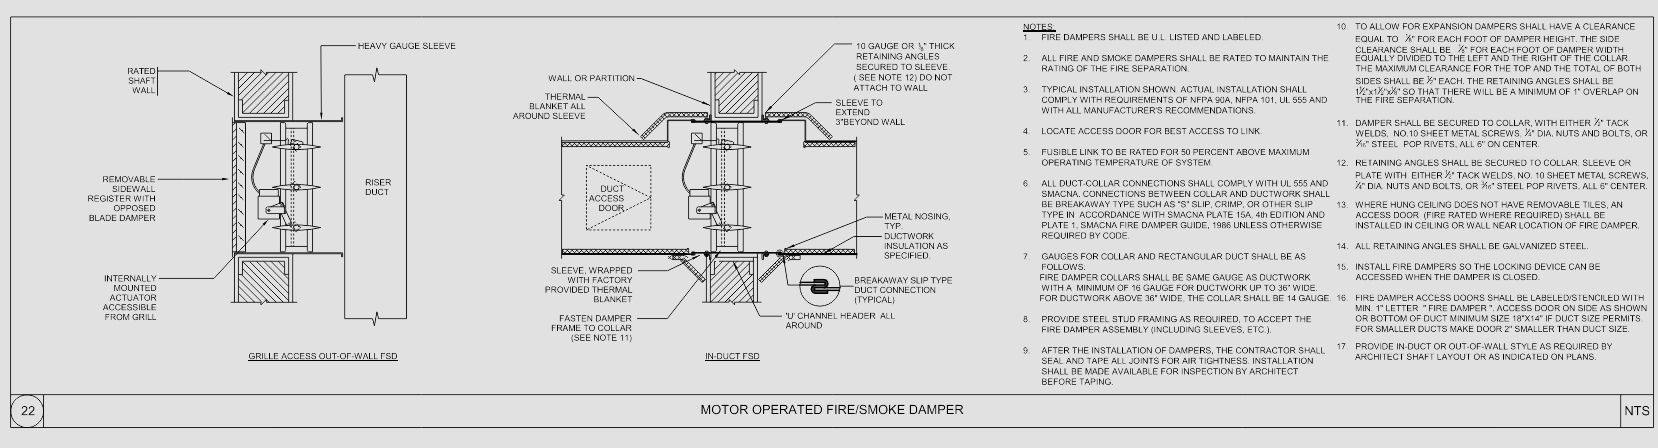 HEAVY GAUGE SLEEVE
RATED
SHAFT
WALL
REMOVABLE
SIDEWALL
REGISTER WITH
OPPOSED
BLADE DAMPER
RISER
DUCT
INTERNALLY
MOUNTED
ACTUATOR
ACCESSIBLE
FROM GRILL
GRILLE ACCESS OUT-OF-WALL FSD
10 GAUGE OR ⅛" THICK
RETAINING ANGLES
SECURED TO SLEEVE.
( SEE NOTE 12) DO NOT
ATTACH TO WALL
WALL OR PARTITION
THERMAL
BLANKET ALL
AROUND SLEEVE
SLEEVE TO
EXTEND
3"BEYOND WALL
DUCT
ACCESS
DOOR
METAL NOSING,
TYP.
DUCTWORK
INSULATION AS
SPECIFIED.
SLEEVE, WRAPPED
WITH FACTORY
PROVIDED THERMAL
BLANKET
BREAKAWAY SLIP TYPE
DUCT CONNECTION
(TYPICAL)
FASTEN DAMPER
FRAME TO COLLAR
(SEE NOTE 11)
'U' CHANNEL HEADER ALL
AROUND
IN-DUCT FSD
NOTES:
1. FIRE DAMPERS SHALL BE U.L. LISTED AND LABELED.
2. ALL FIRE AND SMOKE DAMPERS SHALL BE RATED TO MAINTAIN THE
RATING OF THE FIRE SEPARATION.
3. TYPICAL INSTALLATION SHOWN. ACTUAL INSTALLATION SHALL
COMPLY WITH REQUIREMENTS OF NFPA 90A, NFPA 101, UL 555 AND
WITH ALL MANUFACTURER'S RECOMMENDATIONS.
4. LOCATE ACCESS DOOR FOR BEST ACCESS TO LINK.
5. FUSIBLE LINK TO BE RATED FOR 50 PERCENT ABOVE MAXIMUM
OPERATING TEMPERATURE OF SYSTEM.
6. ALL DUCT-COLLAR CONNECTIONS SHALL COMPLY WITH UL 555 AND
SMACNA. CONNECTIONS BETWEEN COLLAR AND DUCTWORK SHALL
BE BREAKAWAY TYPE SUCH AS "S" SLIP, CRIMP, OR OTHER SLIP
TYPE IN ACCORDANCE WITH SMACNA PLATE 15A, 4th EDITION AND
PLATE 1, SMACNA FIRE DAMPER GUIDE, 1986 UNLESS OTHERWISE
REQUIRED BY CODE.
7. GAUGES FOR COLLAR AND RECTANGULAR DUCT SHALL BE AS
FOLLOWS:
FIRE DAMPER COLLARS SHALL BE SAME GAUGE AS DUCTWORK
WITH A MINIMUM OF 16 GAUGE FOR DUCTWORK UP TO 36" WIDE.
FOR DUCTWORK ABOVE 36" WIDE, THE COLLAR SHALL BE 14 GAUGE.
8. PROVIDE STEEL STUD FRAMING AS REQUIRED, TO ACCEPT THE
FIRE DAMPER ASSEMBLY (INCLUDING SLEEVES, ETC.).
9. AFTER THE INSTALLATION OF DAMPERS, THE CONTRACTOR SHALL
SEAL AND TAPE ALL JOINTS FOR AIR TIGHTNESS. INSTALLATION
SHALL BE MADE AVAILABLE FOR INSPECTION BY ARCHITECT
BEFORE TAPING.
10. TO ALLOW FOR EXPANSION DAMPERS SHALL HAVE A CLEARANCE
EQUAL TO ⅛" FOR EACH FOOT OF DAMPER HEIGHT. THE SIDE
CLEARANCE SHALL BE ⅛" FOR EACH FOOT OF DAMPER WIDTH
EQUALLY DIVIDED TO THE LEFT AND THE RIGHT OF THE COLLAR.
THE MAXIMUM CLEARANCE FOR THE TOP AND THE TOTAL OF BOTH
SIDES SHALL BE ½" EACH. THE RETAINING ANGLES SHALL BE
1½"x1½"x⅛" SO THAT THERE WILL BE A MINIMUM OF 1" OVERLAP ON
THE FIRE SEPARATION.
11. DAMPER SHALL BE SECURED TO COLLAR, WITH EITHER ½" TACK
WELDS, NO.10 SHEET METAL SCREWS, ¼" DIA. NUTS AND BOLTS, OR
3/16" STEEL POP RIVETS, ALL 6" ON CENTER.
12. RETAINING ANGLES SHALL BE SECURED TO COLLAR, SLEEVE OR
PLATE WITH EITHER ½" TACK WELDS, NO. 10 SHEET METAL SCREWS,
¼" DIA. NUTS AND BOLTS, OR 3/16" STEEL POP RIVETS, ALL 6" CENTER.
13. WHERE HUNG CEILING DOES NOT HAVE REMOVABLE TILES, AN
ACCESS DOOR (FIRE RATED WHERE REQUIRED) SHALL BE
INSTALLED IN CEILING OR WALL NEAR LOCATION OF FIRE DAMPER.
14. ALL RETAINING ANGLES SHALL BE GALVANIZED STEEL.
15. INSTALL FIRE DAMPERS SO THE LOCKING DEVICE CAN BE
ACCESSED WHEN THE DAMPER IS CLOSED.
16. FIRE DAMPER ACCESS DOORS SHALL BE LABELED/STENCILED WITH
MIN. 1" LETTER " FIRE DAMPER ". ACCESS DOOR ON SIDE AS SHOWN
OR BOTTOM OF DUCT MINIMUM SIZE 18"X14" IF DUCT SIZE PERMITS.
FOR SMALLER DUCTS MAKE DOOR 2" SMALLER THAN DUCT SIZE.
17. PROVIDE IN-DUCT OR OUT-OF-WALL STYLE AS REQUIRED BY
ARCHITECT SHAFT LAYOUT OR AS INDICATED ON PLANS.
22
MOTOR OPERATED FIRE/SMOKE DAMPER
NTS